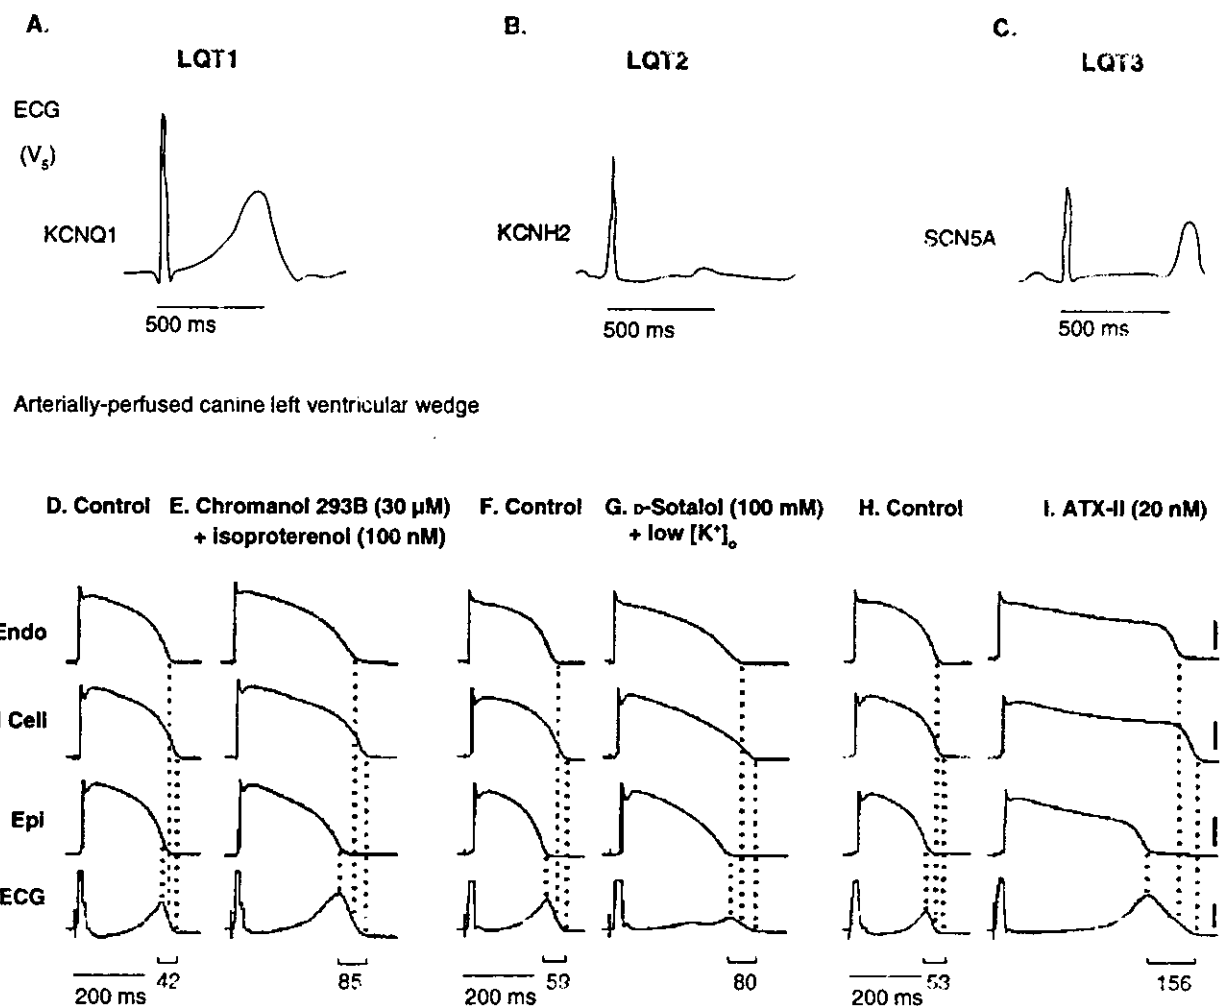 A. B. C.
LQT1 LQT2 LQT3
ECG
(V5)
KCNQ1 KCNH2 SCN5A
500 ms 500 ms 500 ms
Arterially-perfused canine left ventricular wedge
D. Control E. Chromanol 293B (30 µM) F. Control G. D-Sotalol (100 mM) H. Control I. ATX-II (20 nM)
+ isoproterenol (100 nM) + low [K+]o
Endo
Cell
Epi
ECG
42 85 59 80 53 156
200 ms 200 ms 200 ms